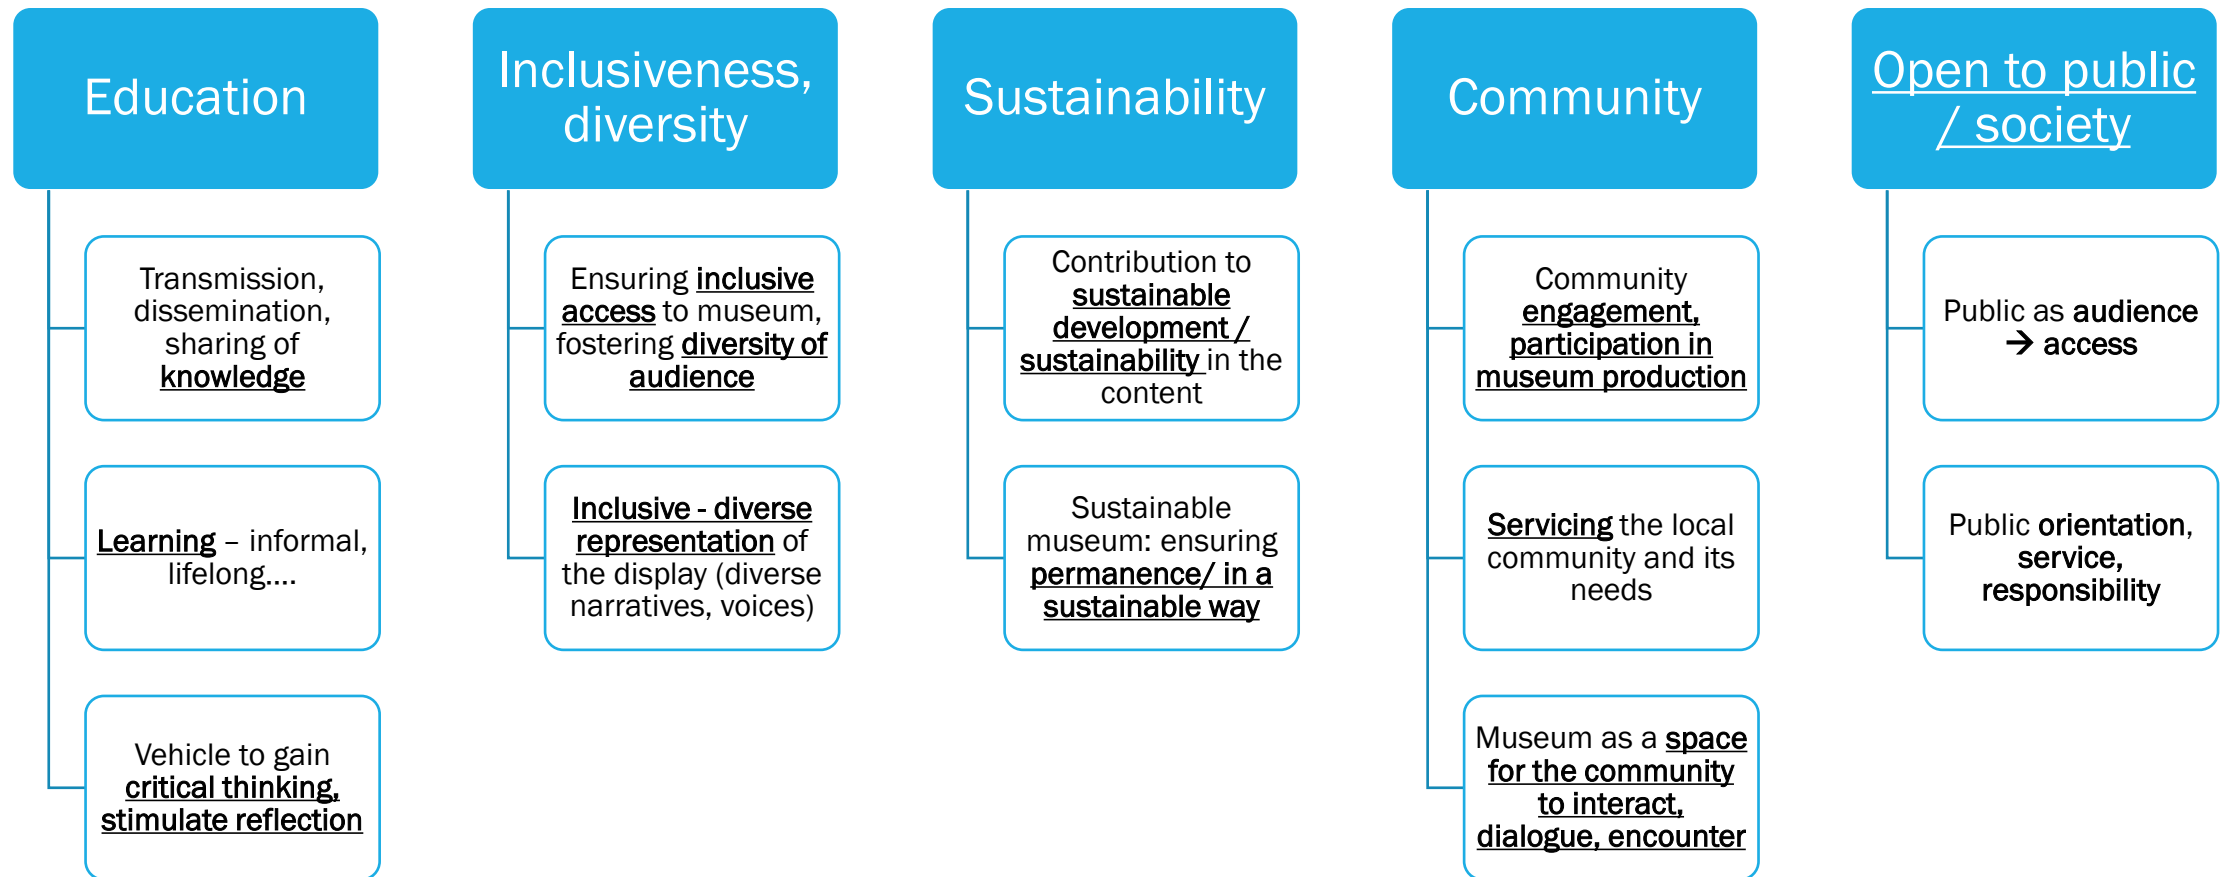 Education
Transmission,
dissemination,
sharing of
knowledge
Learning – informal,
lifelong....
Vehicle to gain
critical thinking,
stimulate reflection
Inclusiveness,
diversity
Ensuring inclusive
access to museum,
fostering diversity of
audience
Inclusive - diverse
representation of
the display (diverse
narratives, voices)
Sustainability
Contribution to
sustainable
development /
sustainability in the
content
Sustainable
museum: ensuring
permanence/ in a
sustainable way
Community
Community
engagement,
participation in
museum production
Servicing the local
community and its
needs
Museum as a space
for the community
to interact,
dialogue, encounter
Open to public
/ society
Public as audience
→ access
Public orientation,
service,
responsibility